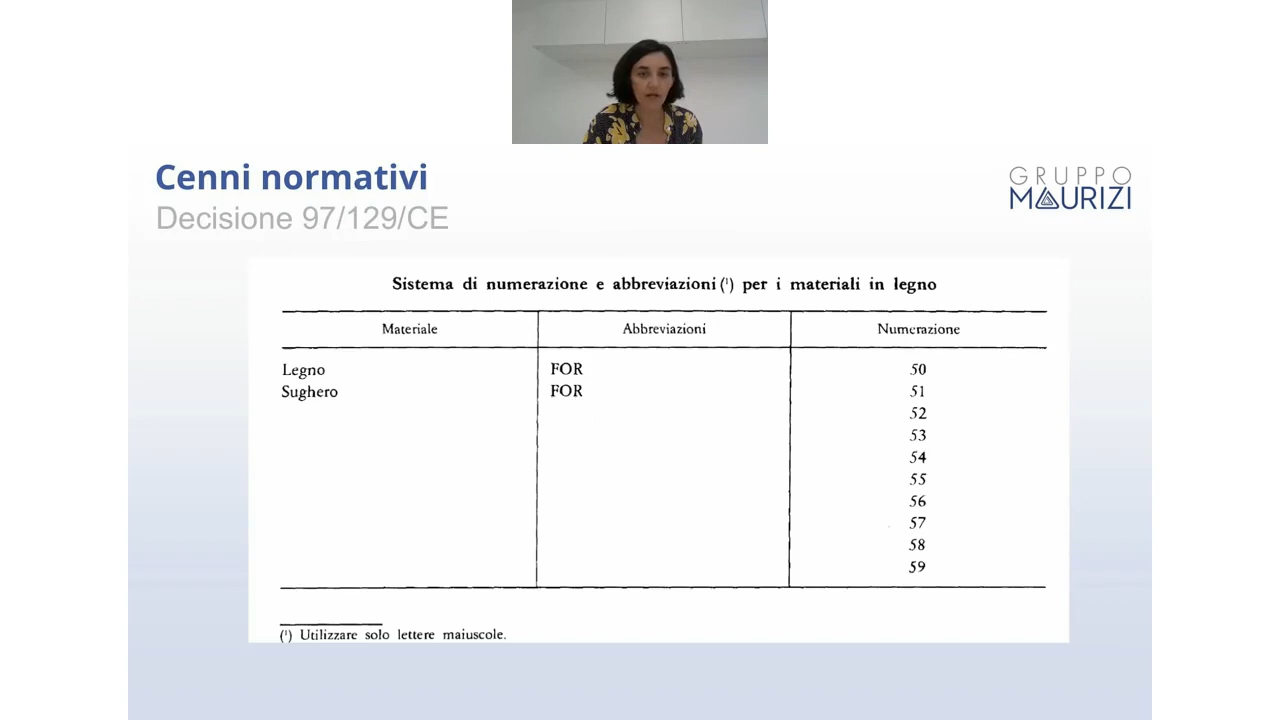 Cenni normativi
Decisione 97/129/CE
GRUPPO
MAURIZI
Sistema di numerazione e abbreviazioni (¹) per i materiali in legno
Materiale Abbreviazioni Numerazione
Legno FOR 50
Sughero FOR 51
52
53
54
55
56
57
58
59
(¹) Utilizzare solo lettere maiuscole.